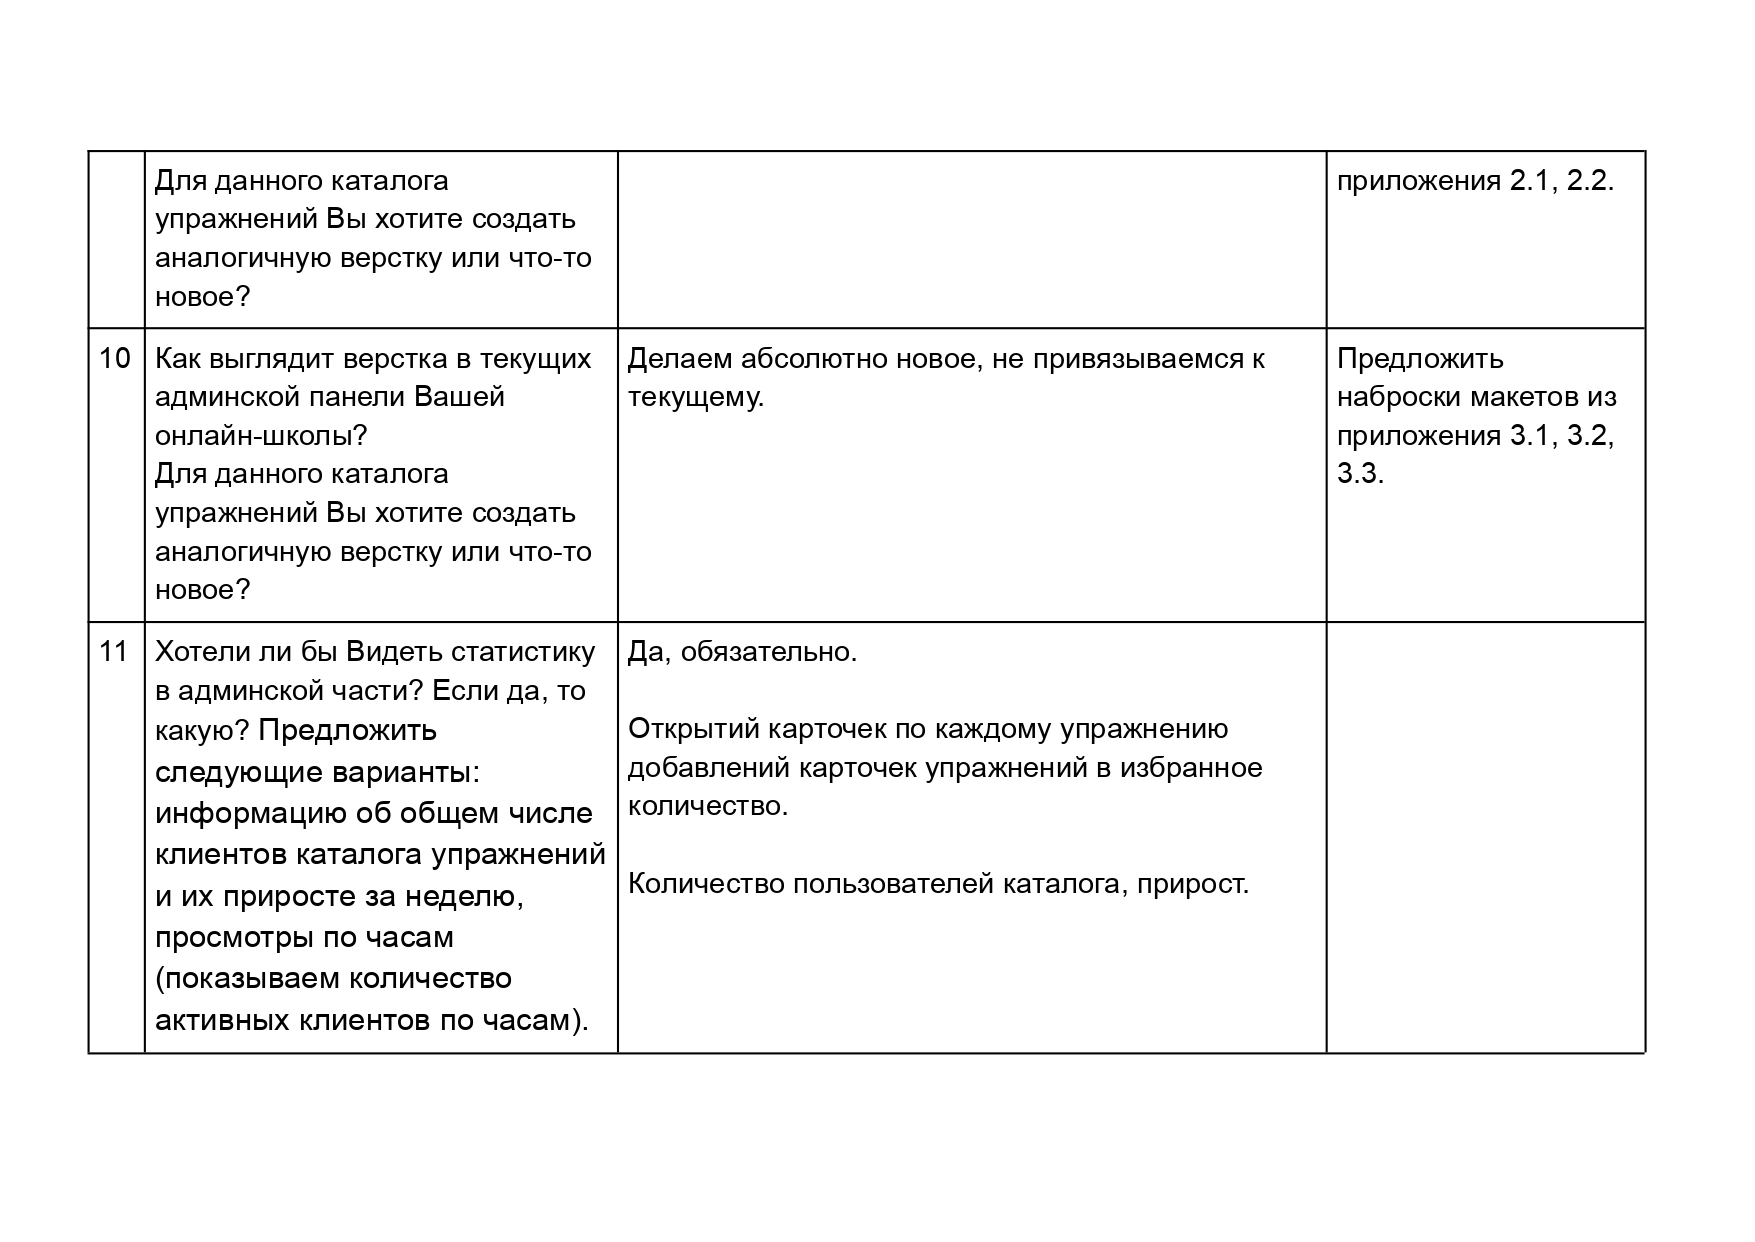 Для данного каталога
упражнений Вы хотите создать
аналогичную верстку или что-то
новое?
приложения 2.1, 2.2.
10
Как выглядит верстка в текущих
админской панели Вашей
онлайн-школы?
Для данного каталога
упражнений Вы хотите создать
аналогичную верстку или что-то
новое?
Делаем абсолютно новое, не привязываемся к
текущему.
Предложить
наброски макетов из
приложения 3.1, 3.2,
3.3.
11
Хотели ли бы Видеть статистику
в админской части? Если да, то
какую? Предложить
следующие варианты:
информацию об общем числе
клиентов каталога упражнений
и их приросте за неделю,
просмотры по часам
(показываем количество
активных клиентов по часам).
Да, обязательно.
Открытий карточек по каждому упражнению
добавлений карточек упражнений в избранное
количество.
Количество пользователей каталога, прирост.